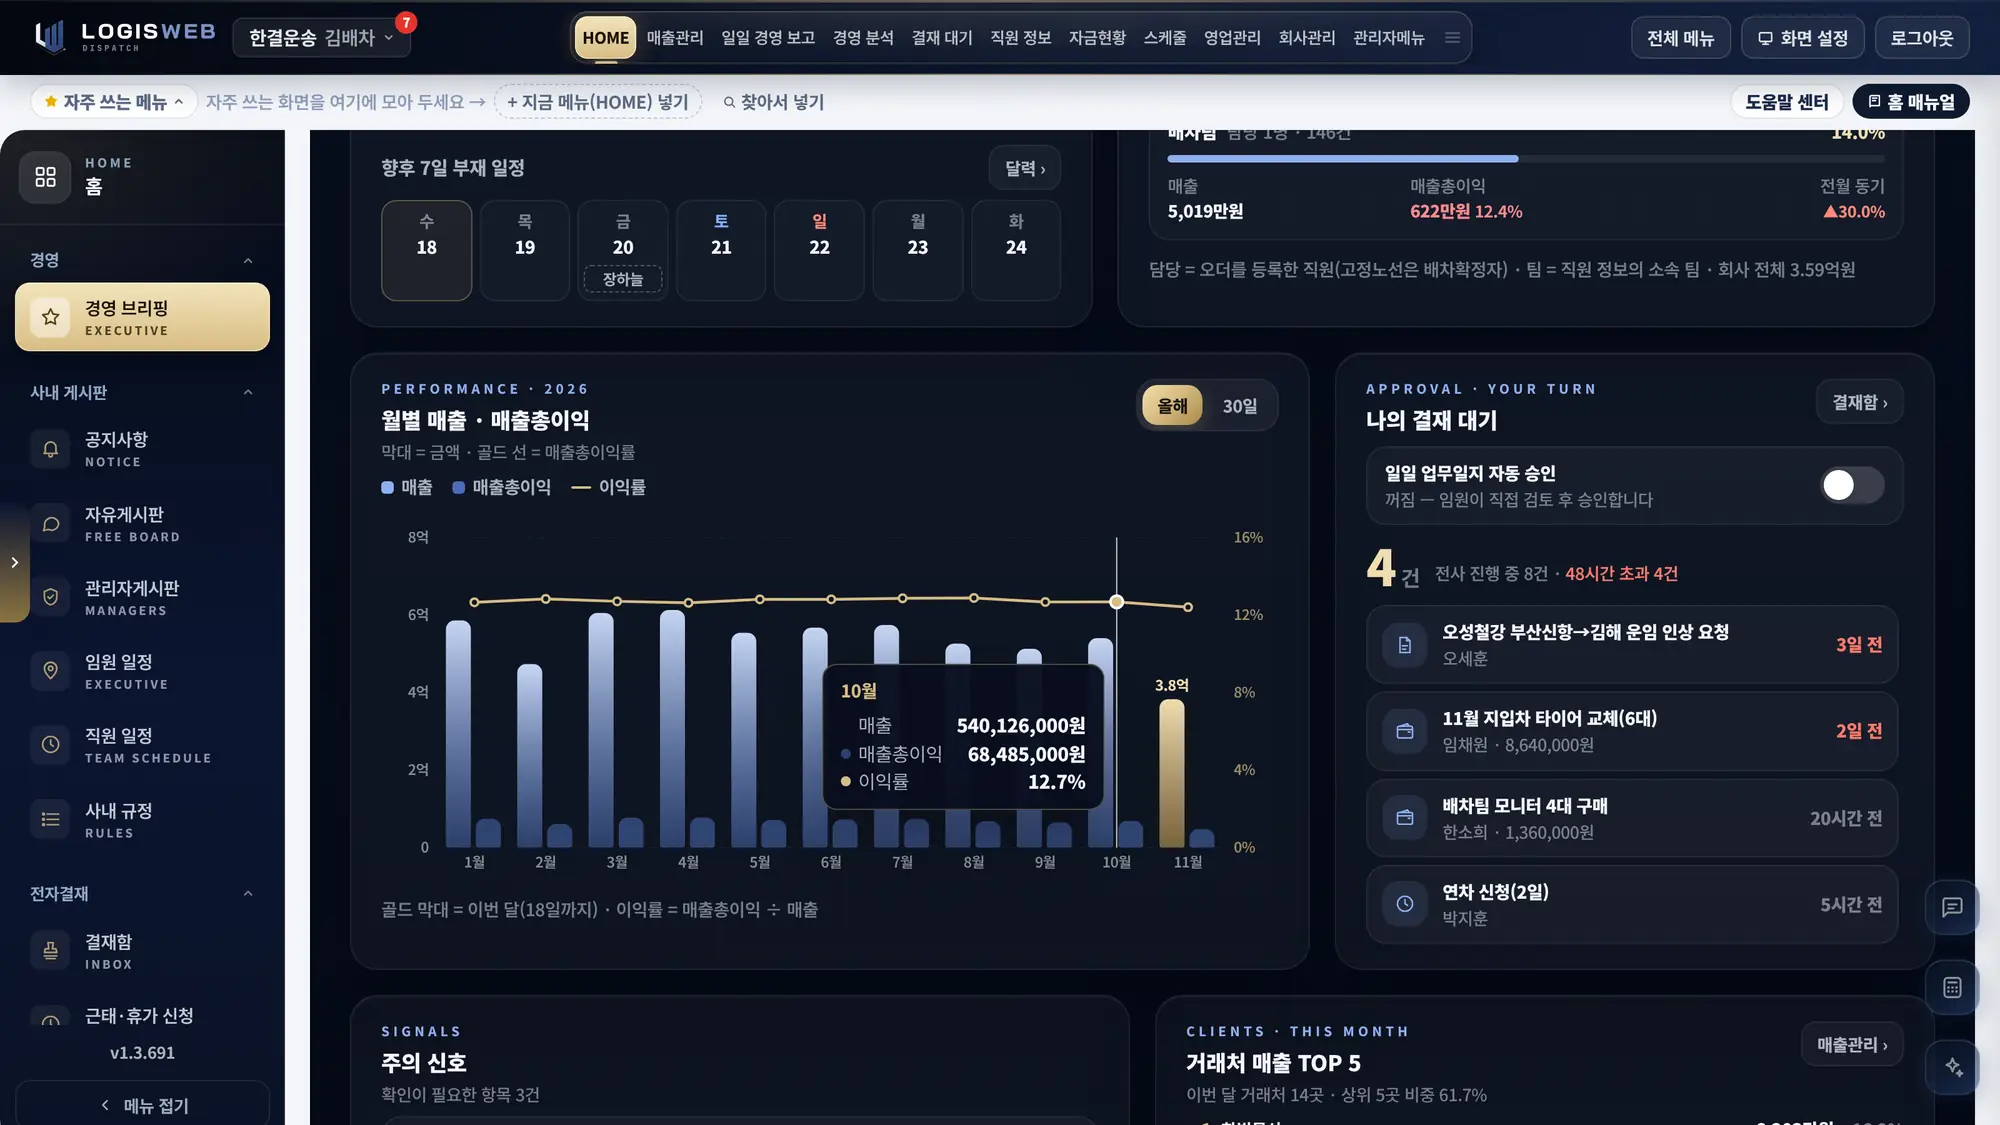 LOGISWEB
DISPATCH
한결운송 김배차
7
HOME
매출관리
일일 경영 보고
경영 분석
결재 대기
직원 정보
자금현황
스케줄
영업관리
회사관리
관리자메뉴
전체 메뉴
화면 설정
로그아웃
자주 쓰는 메뉴
자주 쓰는 화면을 여기에 모아 두세요 →
+ 지금 메뉴(HOME) 넣기
찾아서 넣기
도움말 센터
홈 매뉴얼
HOME
홈
경영
경영 브리핑
EXECUTIVE
사내 게시판
공지사항
NOTICE
자유게시판
FREE BOARD
관리자게시판
MANAGERS
임원 일정
EXECUTIVE
직원 일정
TEAM SCHEDULE
사내 규정
RULES
전자결재
결재함
INBOX
근태·휴가 신청
v1.3.691
메뉴 접기
향후 7일 부재 일정
달력 ›
수 목 금 토 일 월 화
18 19 20 21 22 23 24
장하늘
배차팀 담당 1명 · 146건
14.0%
매출 매출총이익 전월 동기
5,019만원 622만원 12.4% ▲30.0%
담당 = 오더를 등록한 직원(고정노선은 배차확정자) · 팀 = 직원 정보의 소속 팀 · 회사 전체 3.59억원
PERFORMANCE · 2026
월별 매출 · 매출총이익
막대 = 금액 · 골드 선 = 매출총이익률
올해
30일
매출 매출총이익 이익률
8억 16%
6억 12%
4억 8%
2억 4%
0 0%
3.8억
10월
매출 540,126,000원
매출총이익 68,485,000원
이익률 12.7%
1월 2월 3월 4월 5월 6월 7월 8월 9월 10월 11월
골드 막대 = 이번 달(18일까지) · 이익률 = 매출총이익 ÷ 매출
APPROVAL · YOUR TURN
나의 결재 대기
결재함 ›
일일 업무일지 자동 승인
꺼짐 — 임원이 직접 검토 후 승인합니다
4건 전사 진행 중 8건 · 48시간 초과 4건
오성철강 부산신항→김해 운임 인상 요청
오세훈
3일 전
11월 지입차 타이어 교체(6대)
임채원 · 8,640,000원
2일 전
배차팀 모니터 4대 구매
한소희 · 1,360,000원
20시간 전
연차 신청(2일)
박지훈
5시간 전
SIGNALS
주의 신호
확인이 필요한 항목 3건
CLIENTS · THIS MONTH
거래처 매출 TOP 5
이번 달 거래처 14곳 · 상위 5곳 비중 61.7%
매출관리 ›